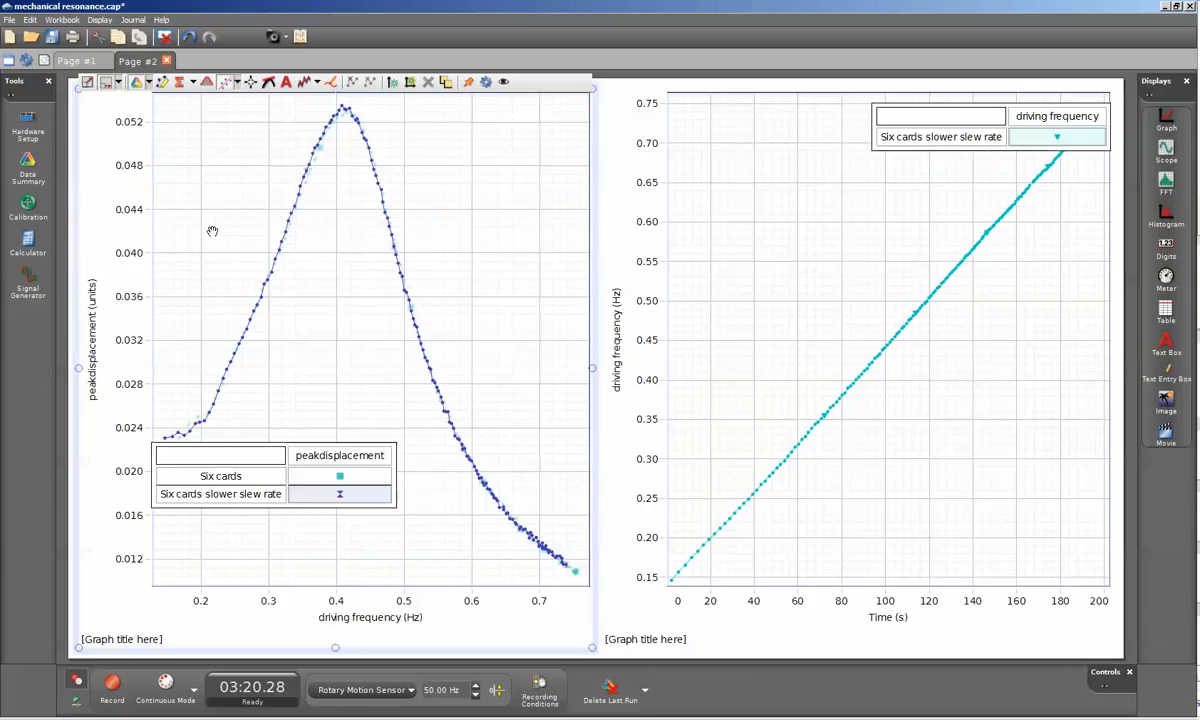 mechanical resonance.cap*
File Edit Workbook Display Journal Help
Page #1 Page #2
Tools
Hardware
Setup
Data
Summary
Calibration
Calculator
Signal
Generator
0.052
0.048
0.044
0.040
0.036
0.032
0.028
0.024
0.020
0.016
0.012
peakdisplacement (units)
peakdisplacement
Six cards
Six cards slower slew rate
0.2 0.3 0.4 0.5 0.6 0.7
driving frequency (Hz)
[Graph title here]
0.75
0.70
0.65
0.60
0.55
0.50
0.45
0.40
0.35
0.30
0.25
0.20
0.15
driving frequency (Hz)
driving frequency
Six cards slower slew rate
0 20 40 60 80 100 120 140 160 180 200
Time (s)
[Graph title here]
Displays
Graph
Scope
FFT
Histogram
Digits
Meter
Table
Text Box
Text Entry Box
Image
Movie
Record
Continuous Mode
03:20.28
Ready
Rotary Motion Sensor
50.00 Hz
Recording
Conditions
Delete Last Run
Controls